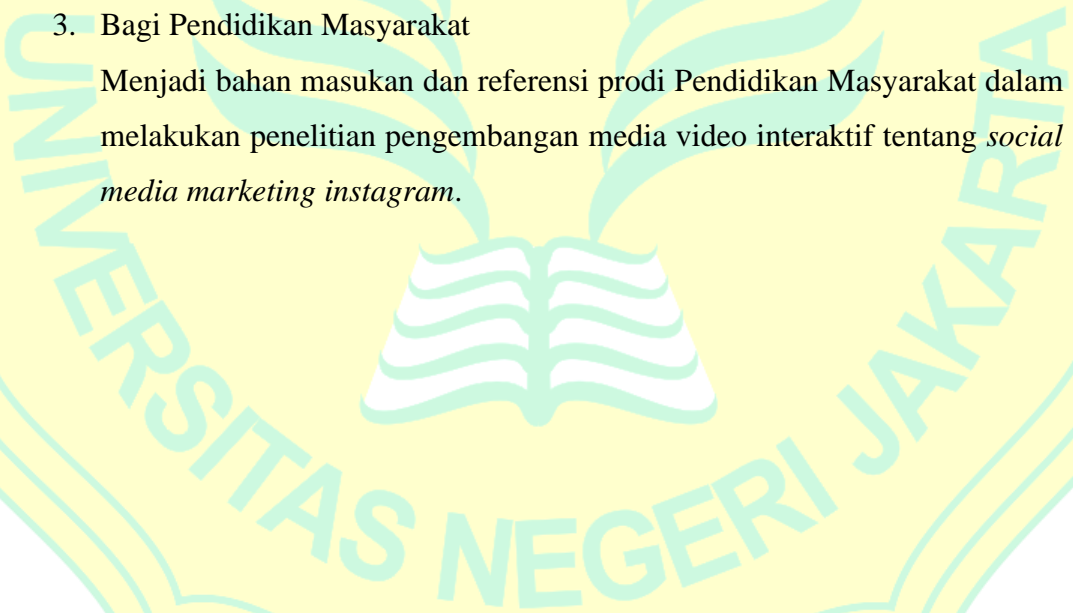 3. Bagi Pendidikan Masyarakat
Menjadi bahan masukan dan referensi prodi Pendidikan Masyarakat dalam
melakukan penelitian pengembangan media video interaktif tentang social
media marketing instagram.
UNIVERSITAS NEGERI JAKARTA